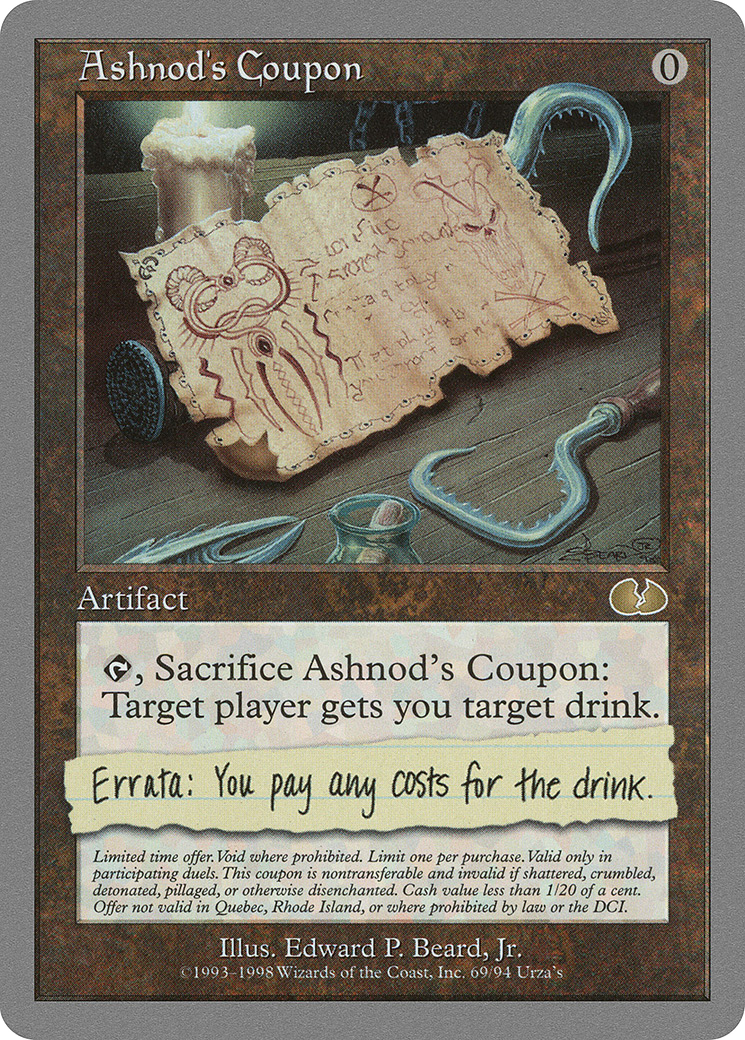 Ashnod's Coupon
0
Artifact
, Sacrifice Ashnod's Coupon:
Target player gets you target drink.
Errata: You pay any costs for the drink.
Limited time offer. Void where prohibited. Limit one per purchase. Valid only in
participating duels. This coupon is nontransferable and invalid if shattered, crumbled,
detonated, pillaged, or otherwise disenchanted. Cash value less than 1/20 of a cent.
Offer not valid in Quebec, Rhode Island, or where prohibited by law or the DCI.
Illus. Edward P. Beard, Jr.
©1993–1998 Wizards of the Coast, Inc. 69/94 Urza's